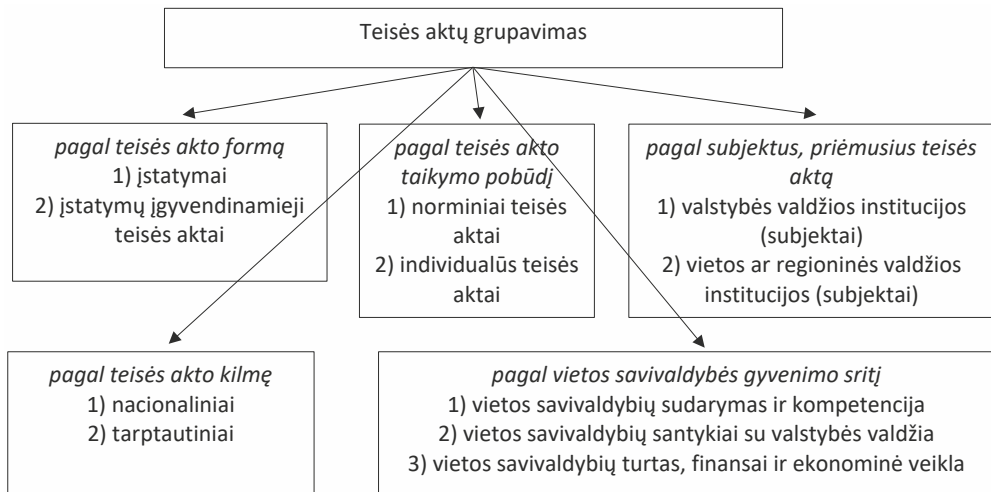 Teisės aktų grupavimas
pagal teisės akto formą
1) įstatymai
2) įstatymų įgyvendinamieji
teisės aktai
pagal teisės akto
taikymo pobūdį
1) norminiai teisės
aktai
2) individualūs teisės
aktai
pagal subjektus, priėmusius teisės
aktą
1) valstybės valdžios institucijos
(subjektai)
2) vietos ar regioninės valdžios
institucijos (subjektai)
pagal teisės akto kilmę
1) nacionaliniai
2) tarptautiniai
pagal vietos savivaldybės gyvenimo sritį
1) vietos savivaldybių sudarymas ir kompetencija
2) vietos savivaldybių santykiai su valstybės valdžia
3) vietos savivaldybių turtas, finansai ir ekonominė veikla